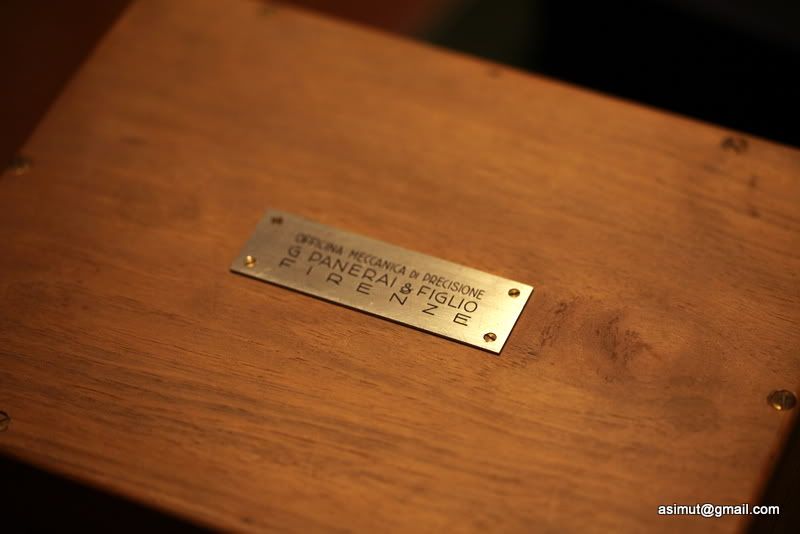 OFFICINA MECCANICA DI PRECISIONE
G PANERAI & FIGLIO
FIRENZE
asimut@gmail.com